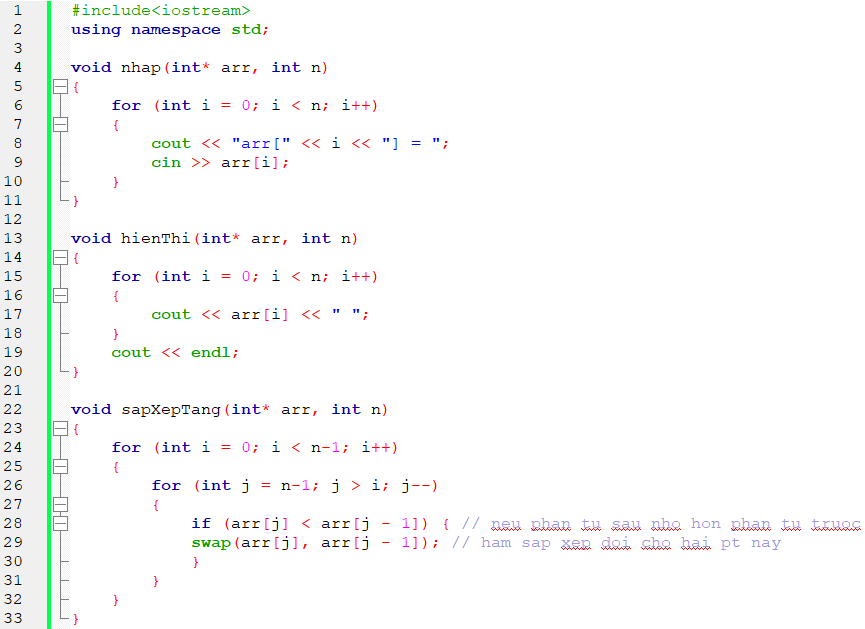 1 #include<iostream>
2 using namespace std;
3
4 void nhap(int* arr, int n)
5 {
6 for (int i = 0; i < n; i++)
7 {
8 cout << "arr[" << i << "] = ";
9 cin >> arr[i];
10 }
11 }
12
13 void hienThi(int* arr, int n)
14 {
15 for (int i = 0; i < n; i++)
16 {
17 cout << arr[i] << " ";
18 }
19 cout << endl;
20 }
21
22 void sapXepTang(int* arr, int n)
23 {
24 for (int i = 0; i < n-1; i++)
25 {
26 for (int j = n-1; j > i; j--)
27 {
28 if (arr[j] < arr[j - 1]) { // neu phan tu sau nho hon phan tu truoc
29 swap(arr[j], arr[j - 1]); // ham sap xep doi cho hai pt nay
30 }
31 }
32 }
33 }